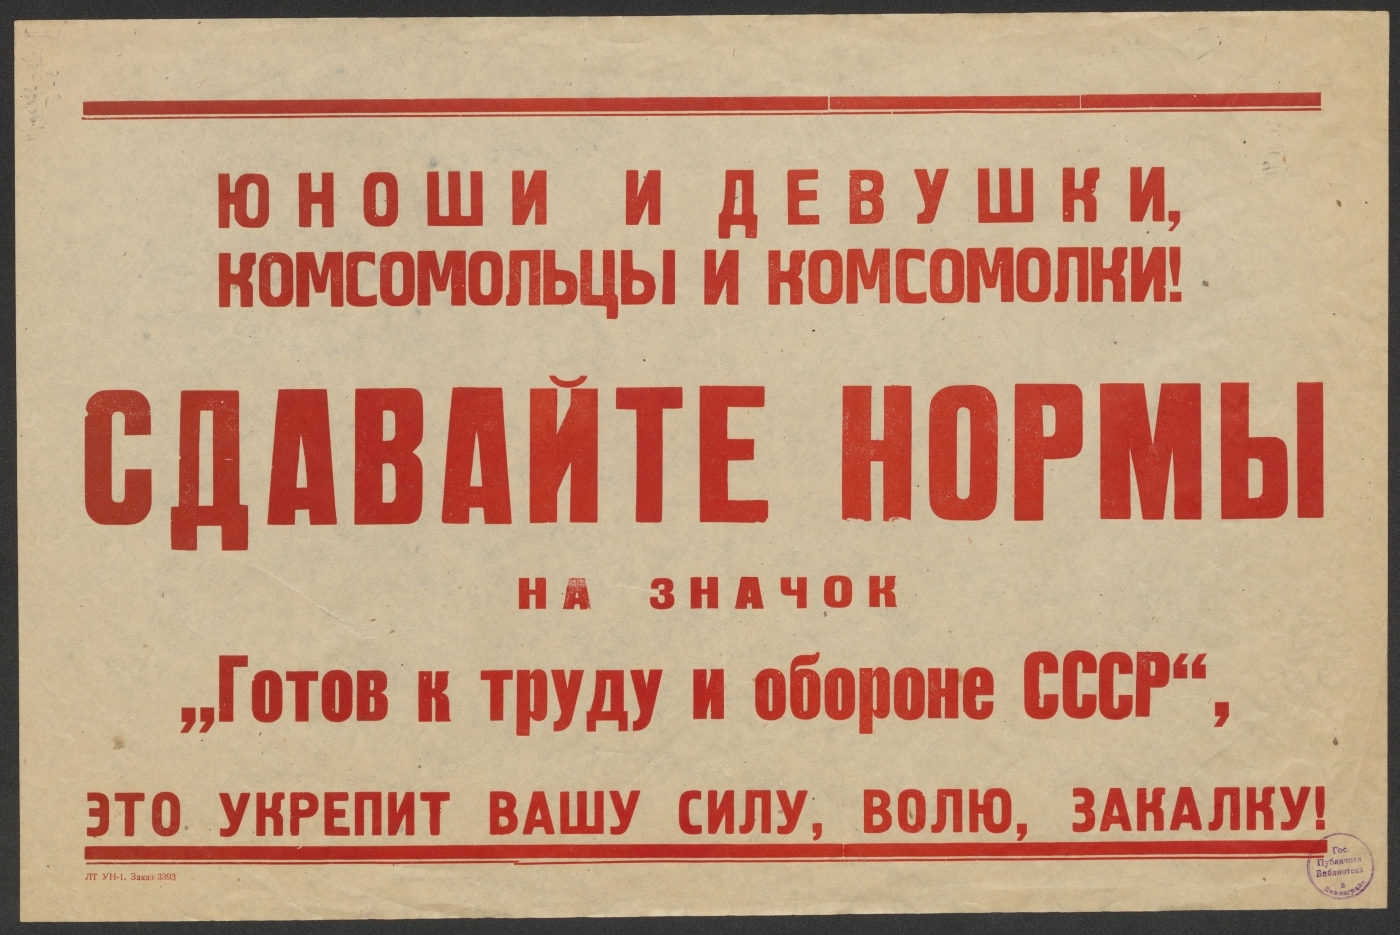 ЮНОШИ И ДЕВУШКИ,
КОМСОМОЛЬЦЫ И КОМСОМОЛКИ!
СДАВАЙТЕ НОРМЫ
НА ЗНАЧОК
„Готов к труду и обороне СССР“,
ЭТО УКРЕПИТ ВАШУ СИЛУ, ВОЛЮ, ЗАКАЛКУ!
ЛТ УН-1. Заказ 3393
Гос.
Публичная
Библиотека
в
Ленинграде